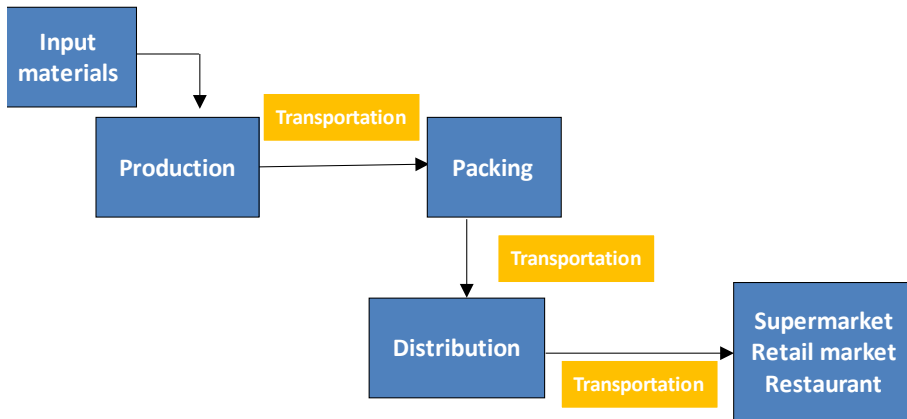 Input
materials
Transportation
Production
Packing
Transportation
Distribution
Supermarket
Retail market
Restaurant
Transportation